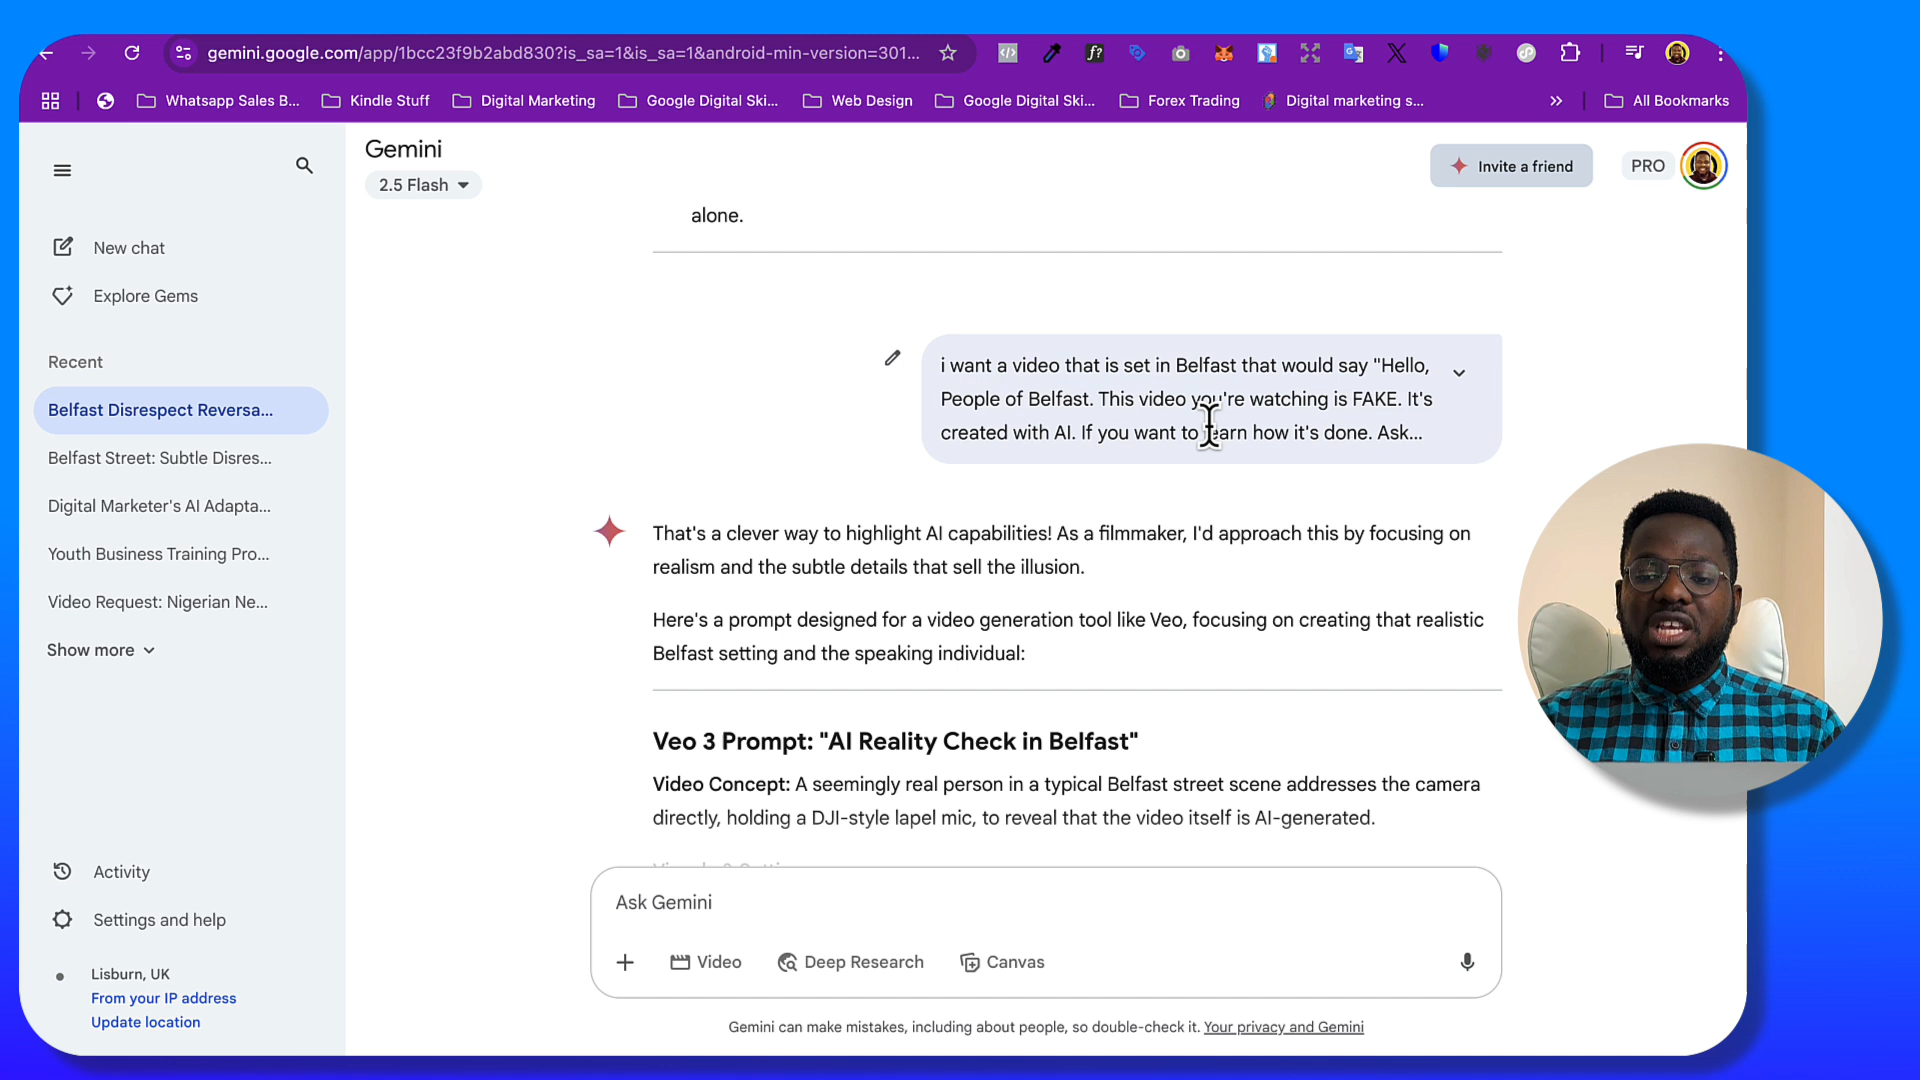 gemini.google.com/app/1bcc23f9b2abd830?is_sa=1&is_sa=1&android-min-version=301...
Whatsapp Sales B...
Kindle Stuff
Digital Marketing
Google Digital Ski...
Web Design
Google Digital Ski...
Forex Trading
Digital marketing s...
All Bookmarks
Gemini
2.5 Flash
Invite a friend
PRO
New chat
Explore Gems
Recent
Belfast Disrespect Reversa...
Belfast Street: Subtle Disres...
Digital Marketer's AI Adapta...
Youth Business Training Pro...
Video Request: Nigerian Ne...
Show more
Activity
Settings and help
Lisburn, UK
From your IP address
Update location
alone.
i want a video that is set in Belfast that would say "Hello,
People of Belfast. This video you're watching is FAKE. It's
created with AI. If you want to learn how it's done. Ask...
That's a clever way to highlight AI capabilities! As a filmmaker, I'd approach this by focusing on
realism and the subtle details that sell the illusion.
Here's a prompt designed for a video generation tool like Veo, focusing on creating that realistic
Belfast setting and the speaking individual:
Veo 3 Prompt: "AI Reality Check in Belfast"
Video Concept: A seemingly real person in a typical Belfast street scene addresses the camera
directly, holding a DJI-style lapel mic, to reveal that the video itself is AI-generated.
Ask Gemini
Video
Deep Research
Canvas
Gemini can make mistakes, including about people, so double-check it. Your privacy and Gemini